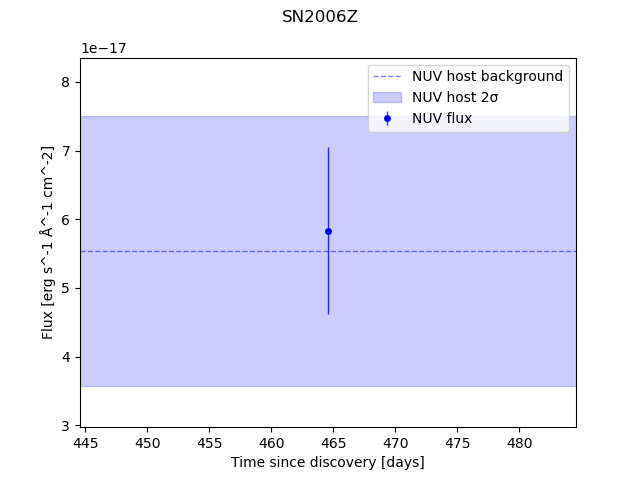 SN2006Z
1e−17
8
7
6
5
4
3
Flux [erg s^-1 Å^-1 cm^-2]
NUV host background
NUV host 2σ
NUV flux
445 450 455 460 465 470 475 480
Time since discovery [days]